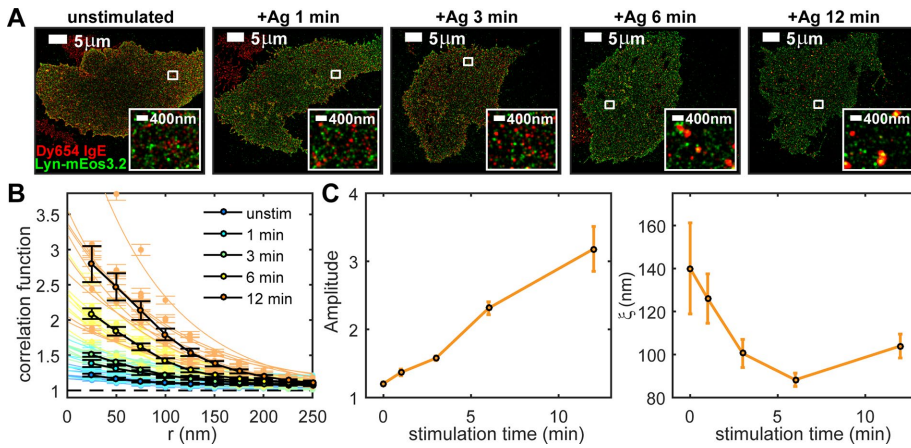 A
unstimulated
+Ag 1 min
+Ag 3 min
+Ag 6 min
+Ag 12 min
5μm
5μm
5μm
5μm
5μm
400nm
400nm
400nm
400nm
400nm
Dy654 IgE
Lyn-mEos3.2
B
correlation function
3.5
3
2.5
2
1.5
1
0
50
100
150
200
250
r (nm)
unstim
1 min
3 min
6 min
12 min
C
Amplitude
4
3
2
1
0
5
10
stimulation time (min)
ξ (nm)
160
140
120
100
80
0
5
10
stimulation time (min)